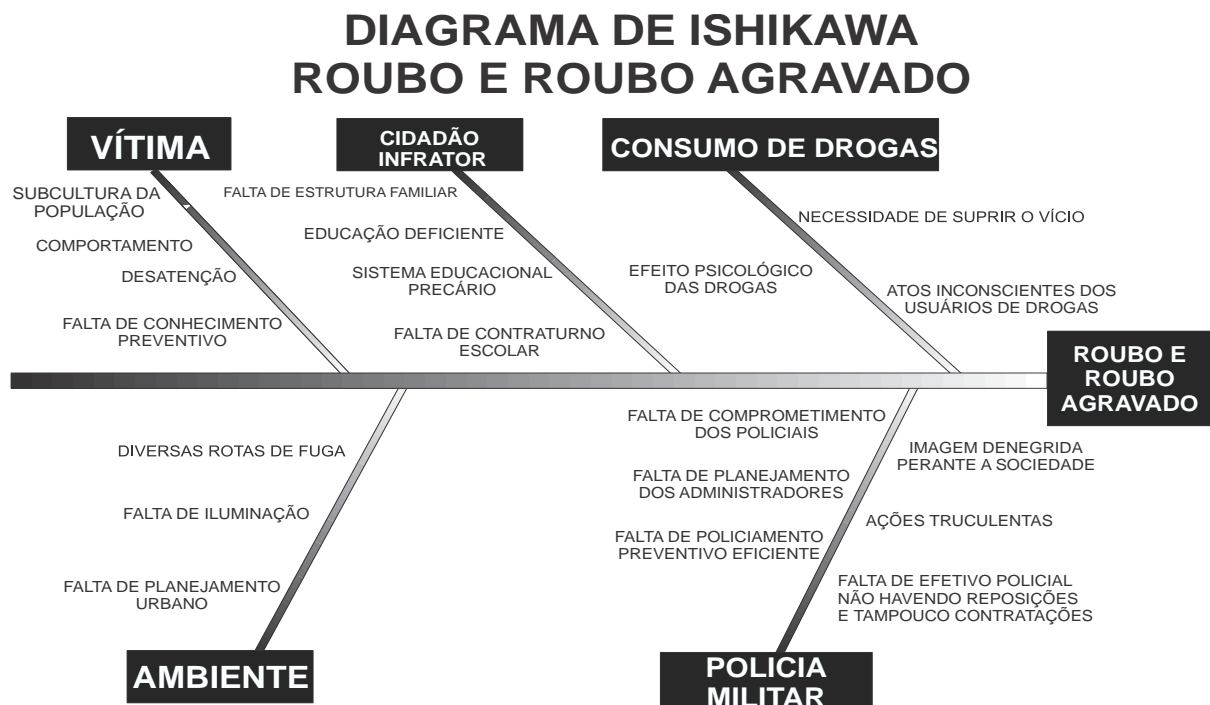 DIAGRAMA DE ISHIKAWA
ROUBO E ROUBO AGRAVADO
VÍTIMA
SUBCULTURA DA
POPULAÇÃO
COMPORTAMENTO
DESATENÇÃO
FALTA DE CONHECIMENTO
PREVENTIVO
CIDADÃO
INFRATOR
FALTA DE ESTRUTURA FAMILIAR
EDUCAÇÃO DEFICIENTE
SISTEMA EDUCACIONAL
PRECÁRIO
FALTA DE CONTRATURNO
ESCOLAR
CONSUMO DE DROGAS
NECESSIDADE DE SUPRIR O VÍCIO
EFEITO PSICOLÓGICO
DAS DROGAS
ATOS INCONSCIENTES DOS
USUÁRIOS DE DROGAS
ROUBO E
ROUBO
AGRAVADO
DIVERSAS ROTAS DE FUGA
FALTA DE ILUMINAÇÃO
FALTA DE PLANEJAMENTO
URBANO
AMBIENTE
FALTA DE COMPROMETIMENTO
DOS POLICIAIS
FALTA DE PLANEJAMENTO
DOS ADMINISTRADORES
FALTA DE POLICIAMENTO
PREVENTIVO EFICIENTE
IMAGEM DENEGRIDA
PERANTE A SOCIEDADE
AÇÕES TRUCULENTAS
FALTA DE EFETIVO POLICIAL
NÃO HAVENDO REPOSIÇÕES
E TAMPOUCO CONTRATAÇÕES
POLICIA
MILITAR